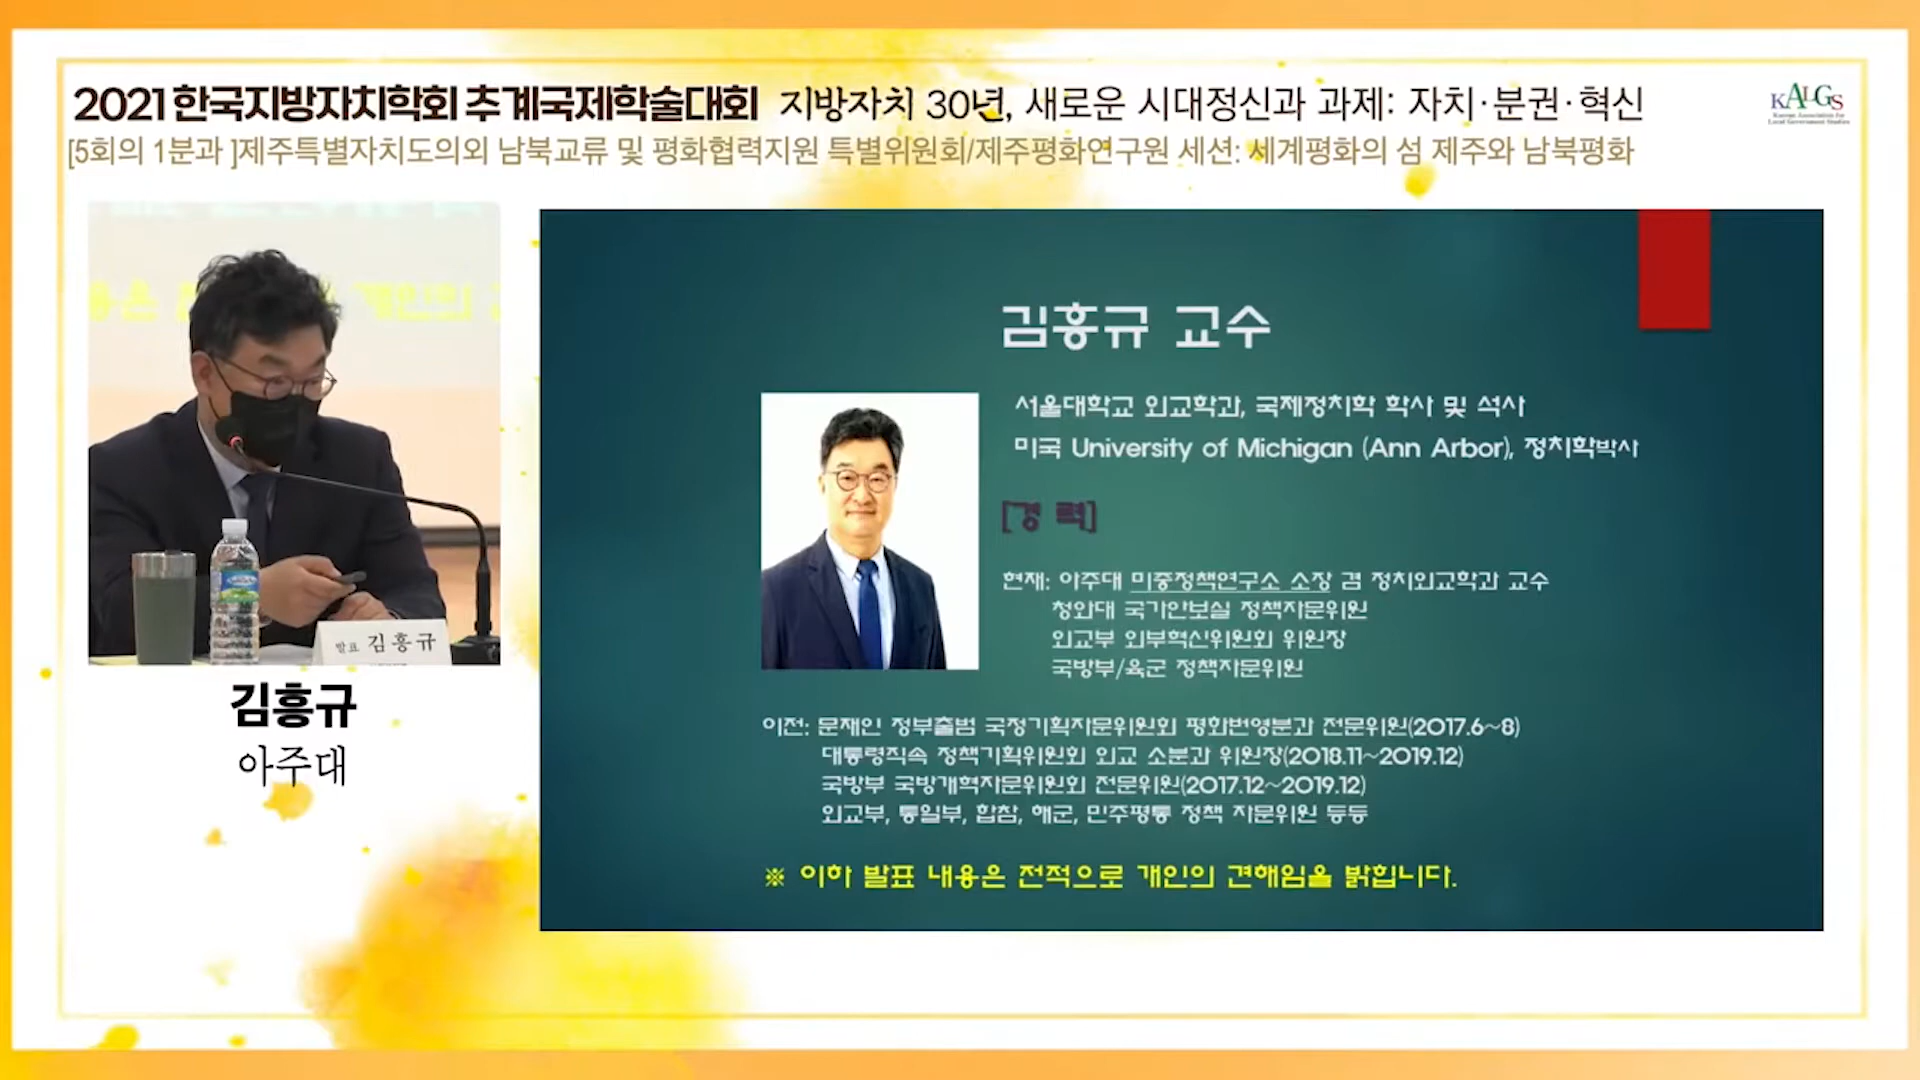 2021 한국지방자치학회 추계국제학술대회 지방자치 30년, 새로운 시대정신과 과제: 자치·분권·혁신
KALGS
Korean Association for
Local Government Studies
[5회의 1분과 ]제주특별자치도의외 남북교류 및 평화협력지원 특별위원회/제주평화연구원 세션: 세계평화의 섬 제주와 남북평화
개인의
발표 김흥규
김흥규
아주대
김흥규 교수
서울대학교 외교학과, 국제정치학 학사 및 석사
미국 University of Michigan (Ann Arbor), 정치학박사
[경 력]
현재: 아주대 미중정책연구소 소장 겸 정치외교학과 교수
청와대 국가안보실 정책자문위원
외교부 외부혁신위원회 위원장
국방부/육군 정책자문위원
이전: 문재인 정부출범 국정기획자문위원회 평화번영분과 전문위원(2017.6~8)
대통령직속 정책기획위원회 외교 소분과 위원장(2018.11~2019.12)
국방부 국방개혁자문위원회 전문위원(2017.12~2019.12)
외교부, 통일부, 합참, 해군, 민주평통 정책 자문위원 등등
※ 이하 발표 내용은 전적으로 개인의 견해임을 밝힙니다.